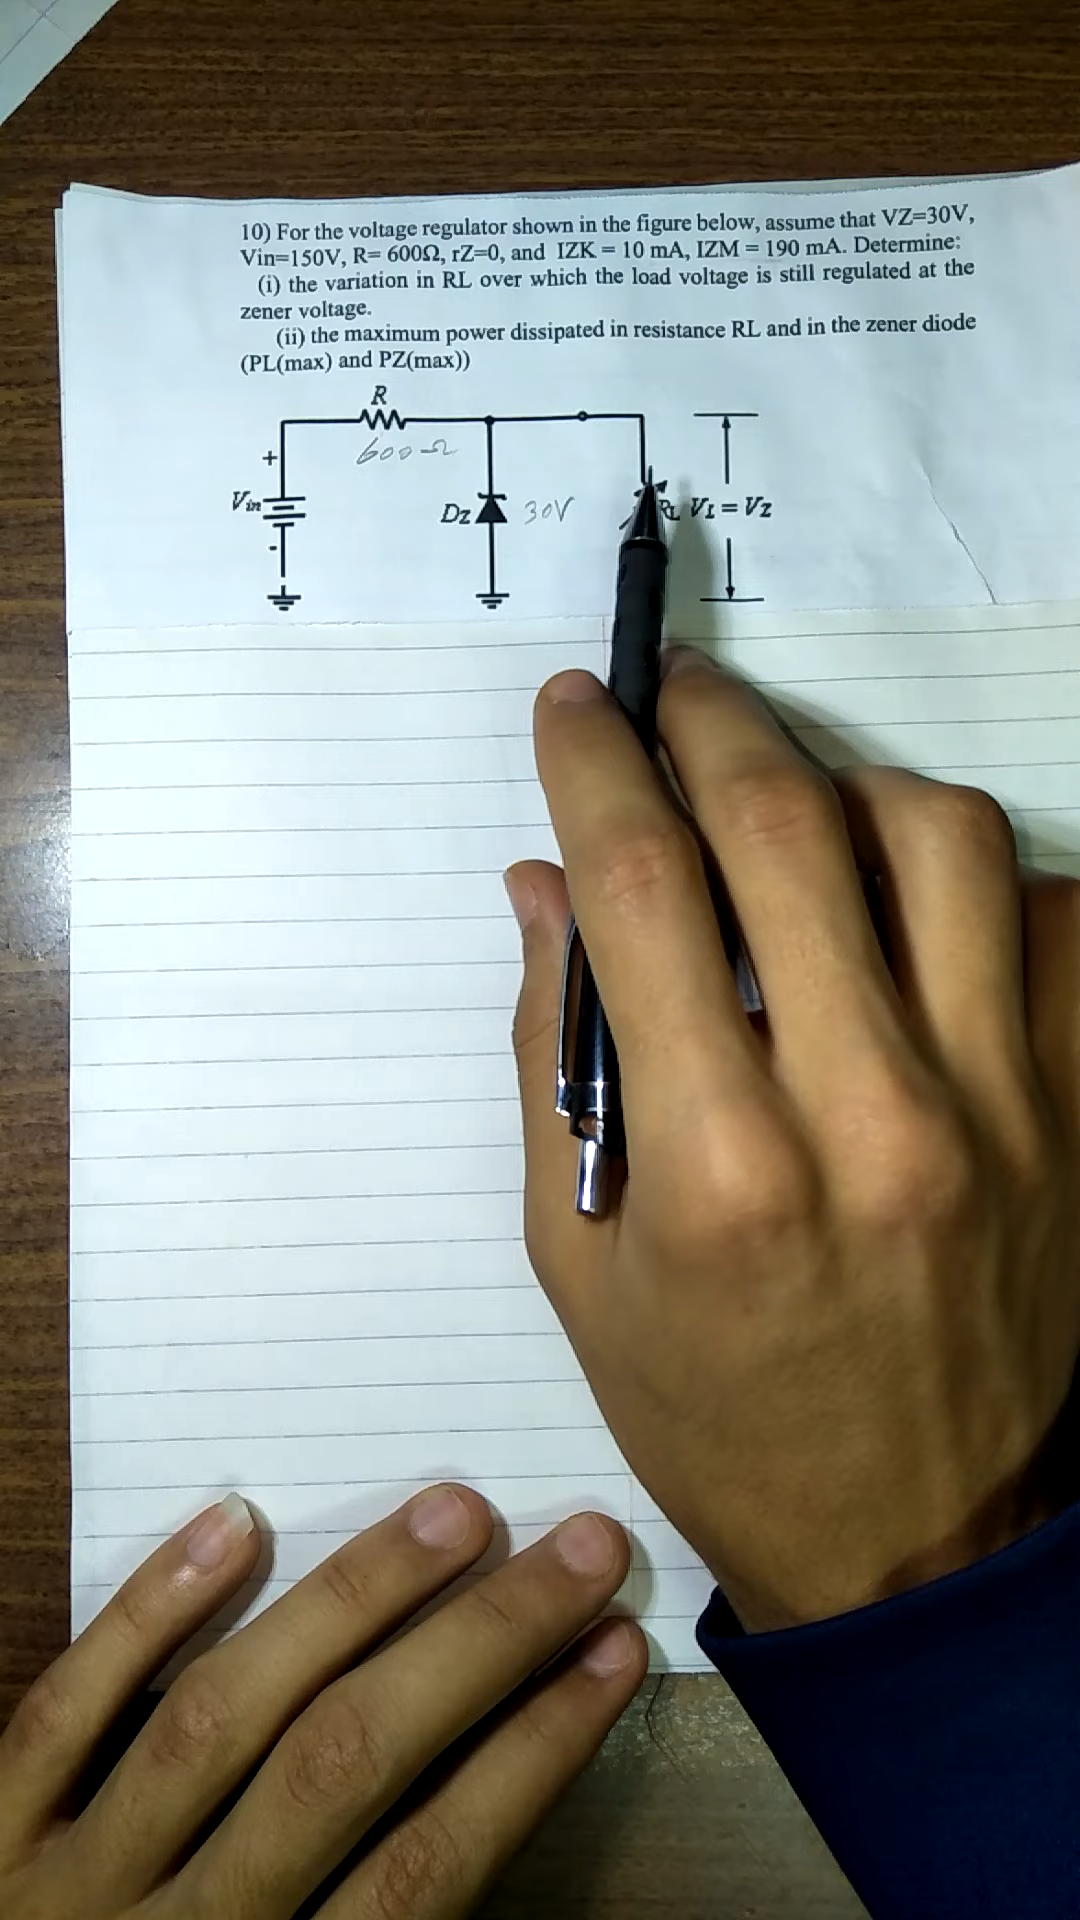 10) For the voltage regulator shown in the figure below, assume that VZ=30V,
Vin=150V, R= 600Ω, rZ=0, and IZK = 10 mA, IZM = 190 mA. Determine:
(i) the variation in RL over which the load voltage is still regulated at the
zener voltage.
(ii) the maximum power dissipated in resistance RL and in the zener diode
(PL(max) and PZ(max))
R
600Ω
+
Vin
-
DZ
30V
RL
VL = VZ